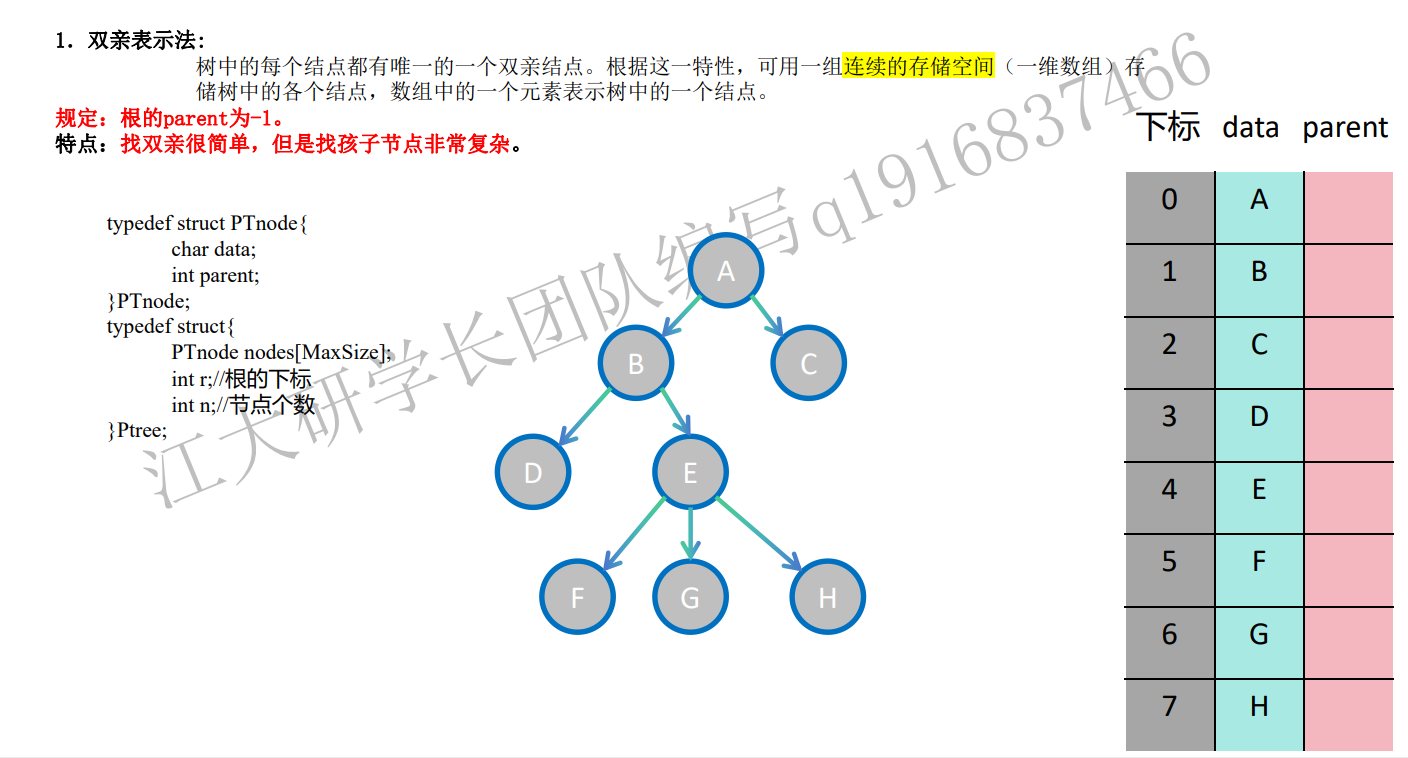 1. 双亲表示法:
树中的每个结点都有唯一的一个双亲结点。根据这一特性，可用一组连续的存储空间（一维数组）存
储树中的各个结点，数组中的一个元素表示树中的一个结点。
规定：根的parent为-1。
特点：找双亲很简单，但是找孩子节点非常复杂。
typedef struct PTnode{
char data;
int parent;
}PTnode;
typedef struct{
PTnode nodes[MaxSize];
int r;//根的下标
int n;//节点个数
}Ptree;
江大研学长团队编写q1916837466
A
B
C
D
E
F
G
H
下标 data parent
0 A
1 B
2 C
3 D
4 E
5 F
6 G
7 H